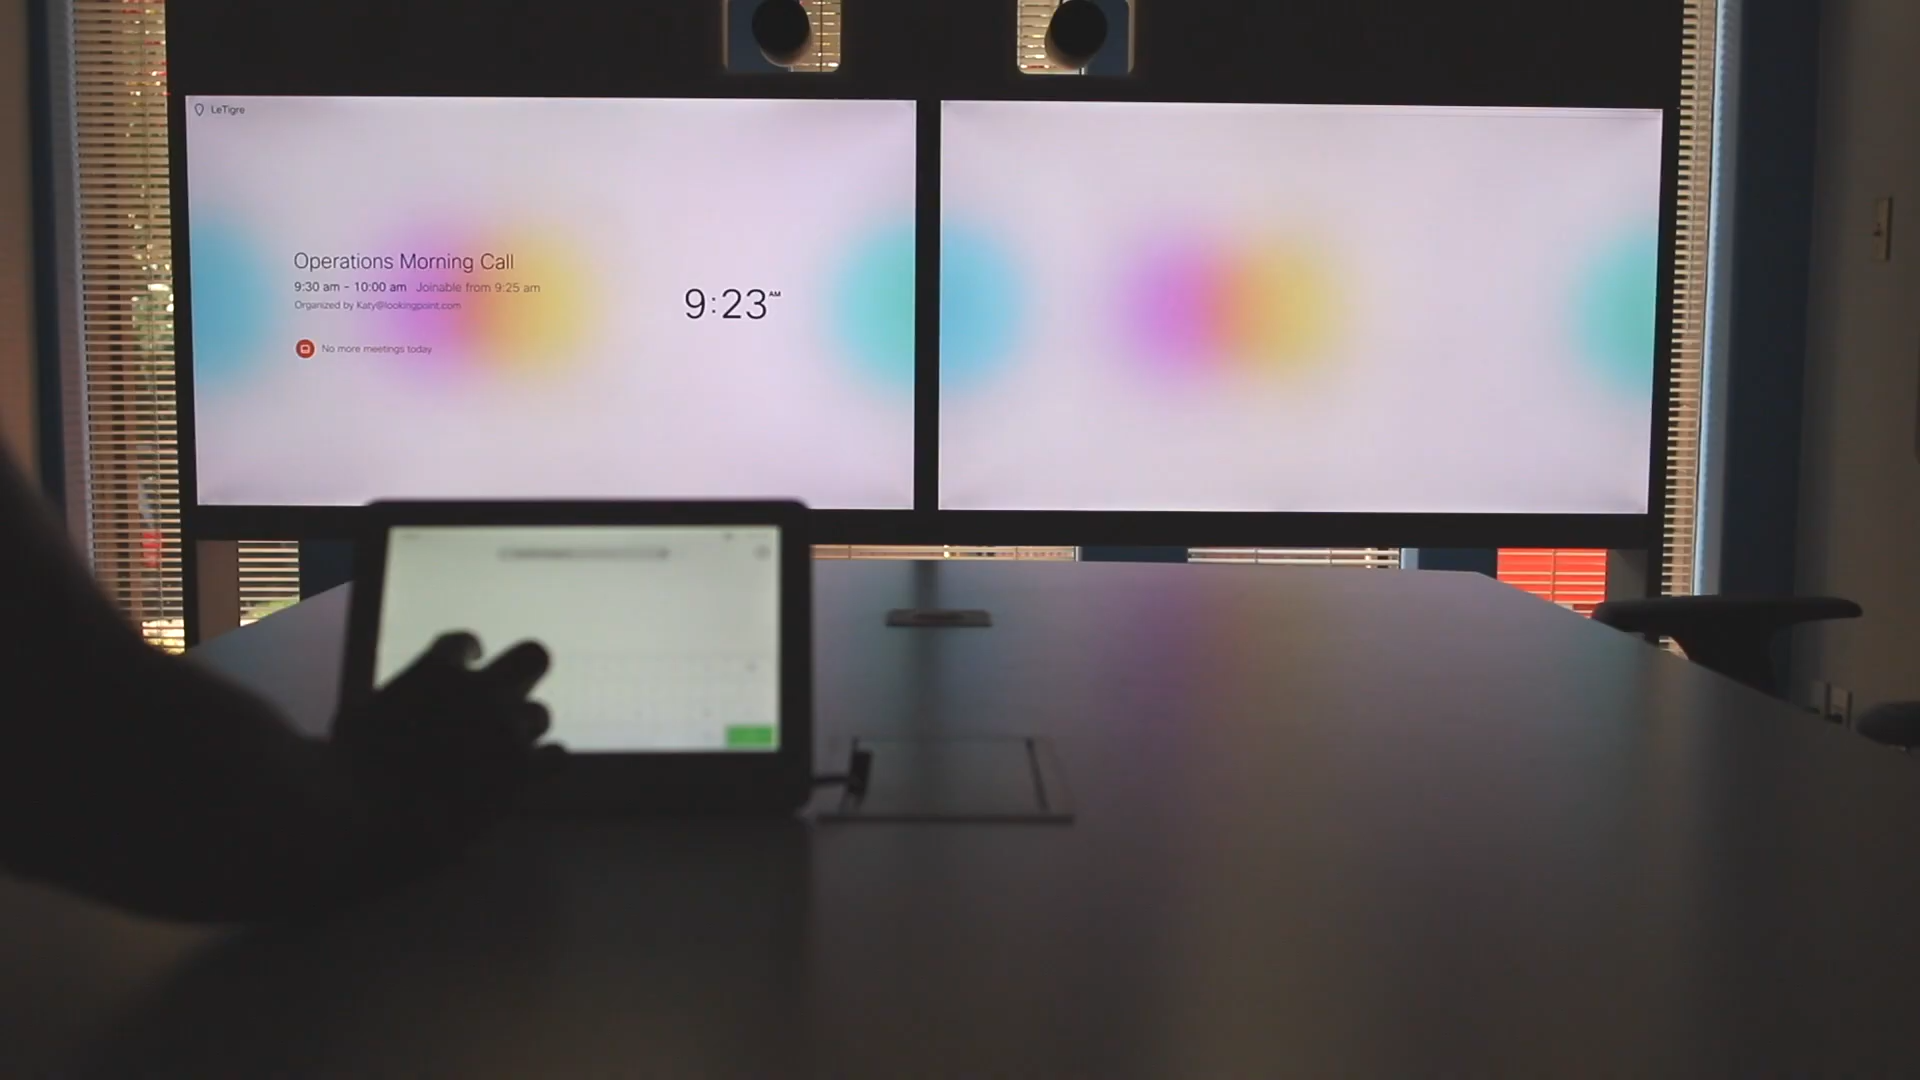 LeTigre
Operations Morning Call
9:30 am - 10:00 am Joinable from 9:25 am
Organized by Katy@lookingpoint.com
No more meetings today
9:23 AM